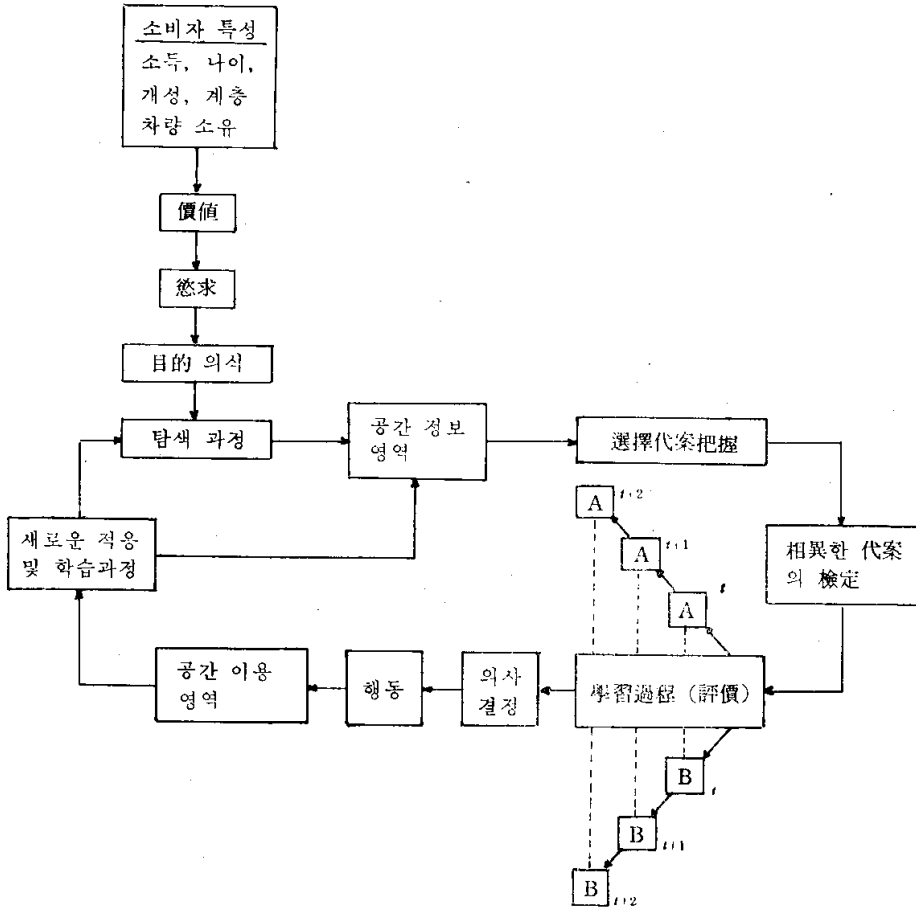 소비자 특성
소득, 나이,
개성, 계층
차량 소유
價値
慾求
目的 의식
탐색 과정
공간 정보
영역
選擇代案把握
相異한 代案
의 檢定
새로운 적응
및 학습과정
A t+2
A t+1
A t
學習過程 (評價)
의사
결정
행동
공간 이용
영역
B t
B t+1
B t+2